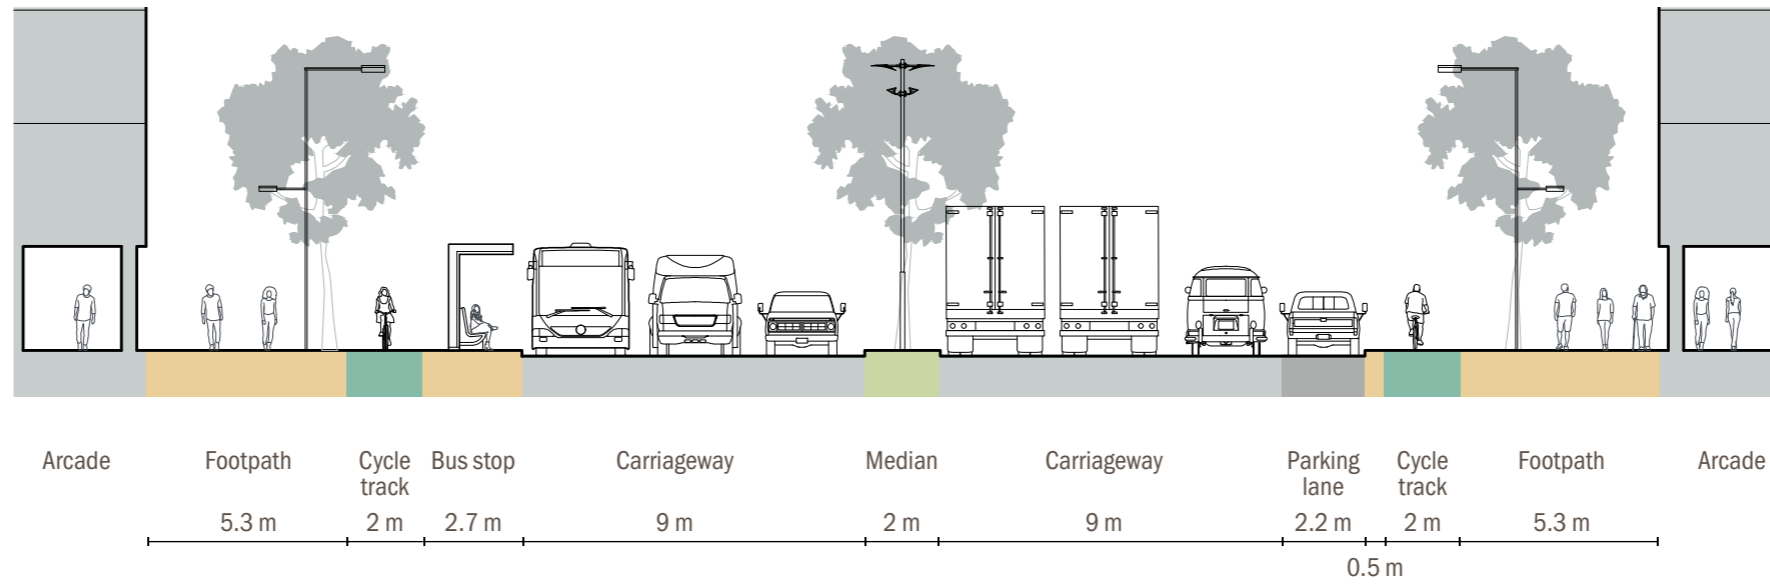 Arcade
Footpath
Cycle
track
Bus stop
Carriageway
Median
Carriageway
Parking
lane
Cycle
track
Footpath
Arcade
5.3 m
2 m
2.7 m
9 m
2 m
9 m
2.2 m
2 m
5.3 m
0.5 m